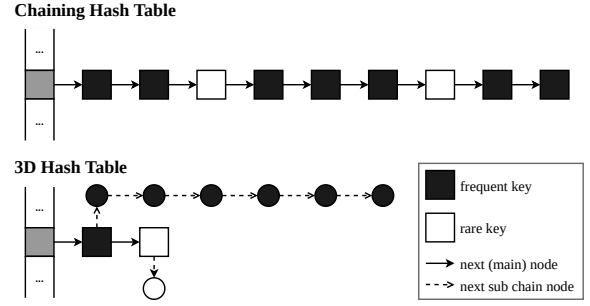 Chaining Hash Table
...
...
3D Hash Table
...
...
frequent key
rare key
next (main) node
next sub chain node